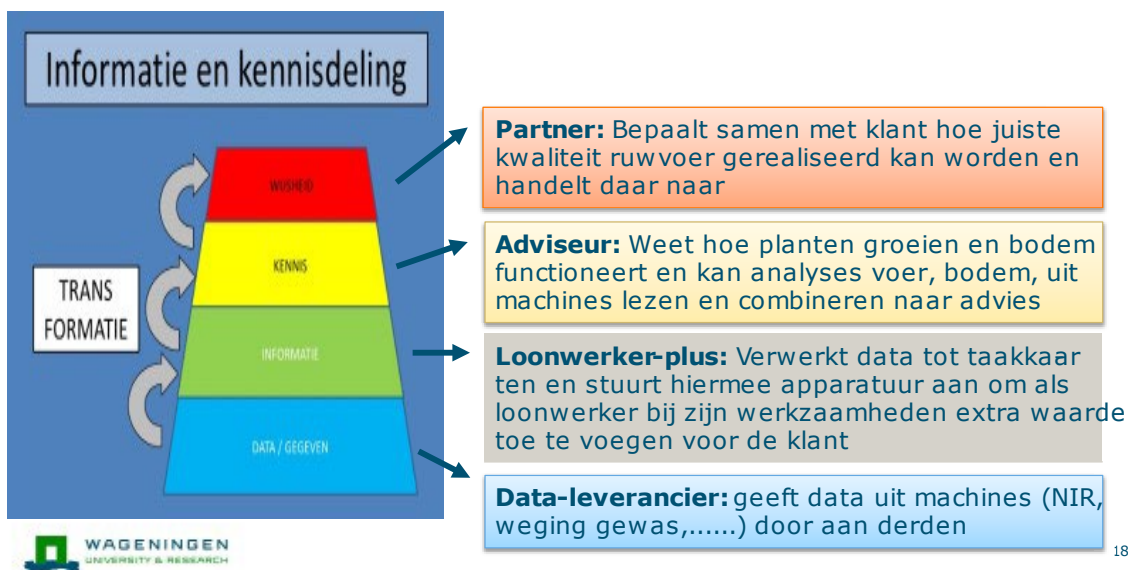 Informatie en kennisdeling
WIJSHEID
KENNIS
INFORMATIE
DATA / GEGEVEN
TRANS
FORMATIE
Partner: Bepaalt samen met klant hoe juiste
kwaliteit ruwvoer gerealiseerd kan worden en
handelt daar naar
Adviseur: Weet hoe planten groeien en bodem
functioneert en kan analyses voer, bodem, uit
machines lezen en combineren naar advies
Loonwerker-plus: Verwerkt data tot taakkaar
ten en stuurt hiermee apparatuur aan om als
loonwerker bij zijn werkzaamheden extra waarde
toe te voegen voor de klant
Data-leverancier: geeft data uit machines (NIR,
weging gewas,......) door aan derden
WAGENINGEN
UNIVERSITY & RESEARCH
18